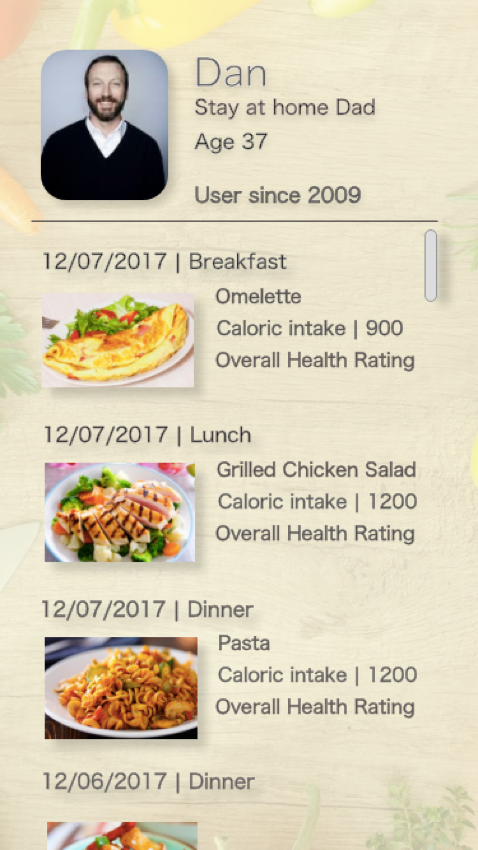 Dan
Stay at home Dad
Age 37
User since 2009
12/07/2017 | Breakfast
Omelette
Caloric intake | 900
Overall Health Rating
12/07/2017 | Lunch
Grilled Chicken Salad
Caloric intake | 1200
Overall Health Rating
12/07/2017 | Dinner
Pasta
Caloric intake | 1200
Overall Health Rating
12/06/2017 | Dinner